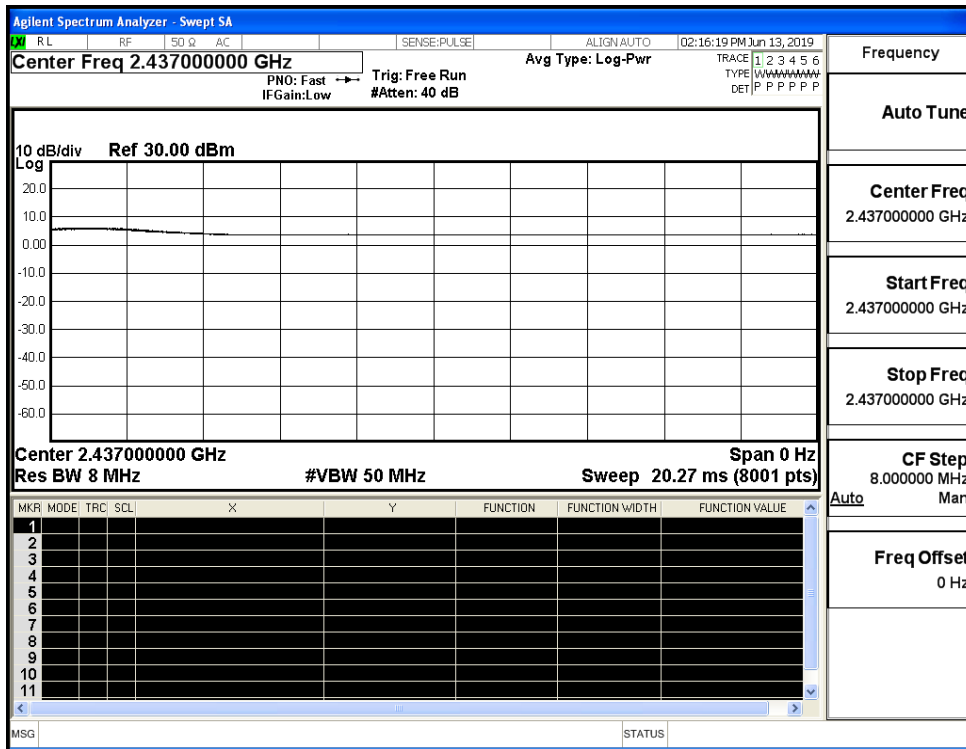 Agilent Spectrum Analyzer - Swept SA
LXI RL RF 50 Ω AC SENSE:PULSE ALIGNAUTO 02:16:19 PM Jun 13, 2019
Center Freq 2.437000000 GHz
PNO: Fast
IFGain:Low
Trig: Free Run
#Atten: 40 dB
Avg Type: Log-Pwr
TRACE 1 2 3 4 5 6
TYPE WWWWWW
DET P P P P P P
10 dB/div Ref 30.00 dBm
Log
20.0
10.0
0.00
-10.0
-20.0
-30.0
-40.0
-50.0
-60.0
Center 2.437000000 GHz Span 0 Hz
Res BW 8 MHz #VBW 50 MHz Sweep 20.27 ms (8001 pts)
MKR MODE TRC SCL X Y FUNCTION FUNCTION WIDTH FUNCTION VALUE
1
2
3
4
5
6
7
8
9
10
11
MSG STATUS
Frequency
Auto Tune
Center Freq
2.437000000 GHz
Start Freq
2.437000000 GHz
Stop Freq
2.437000000 GHz
CF Step
8.000000 MHz
Auto Man
Freq Offset
0 Hz